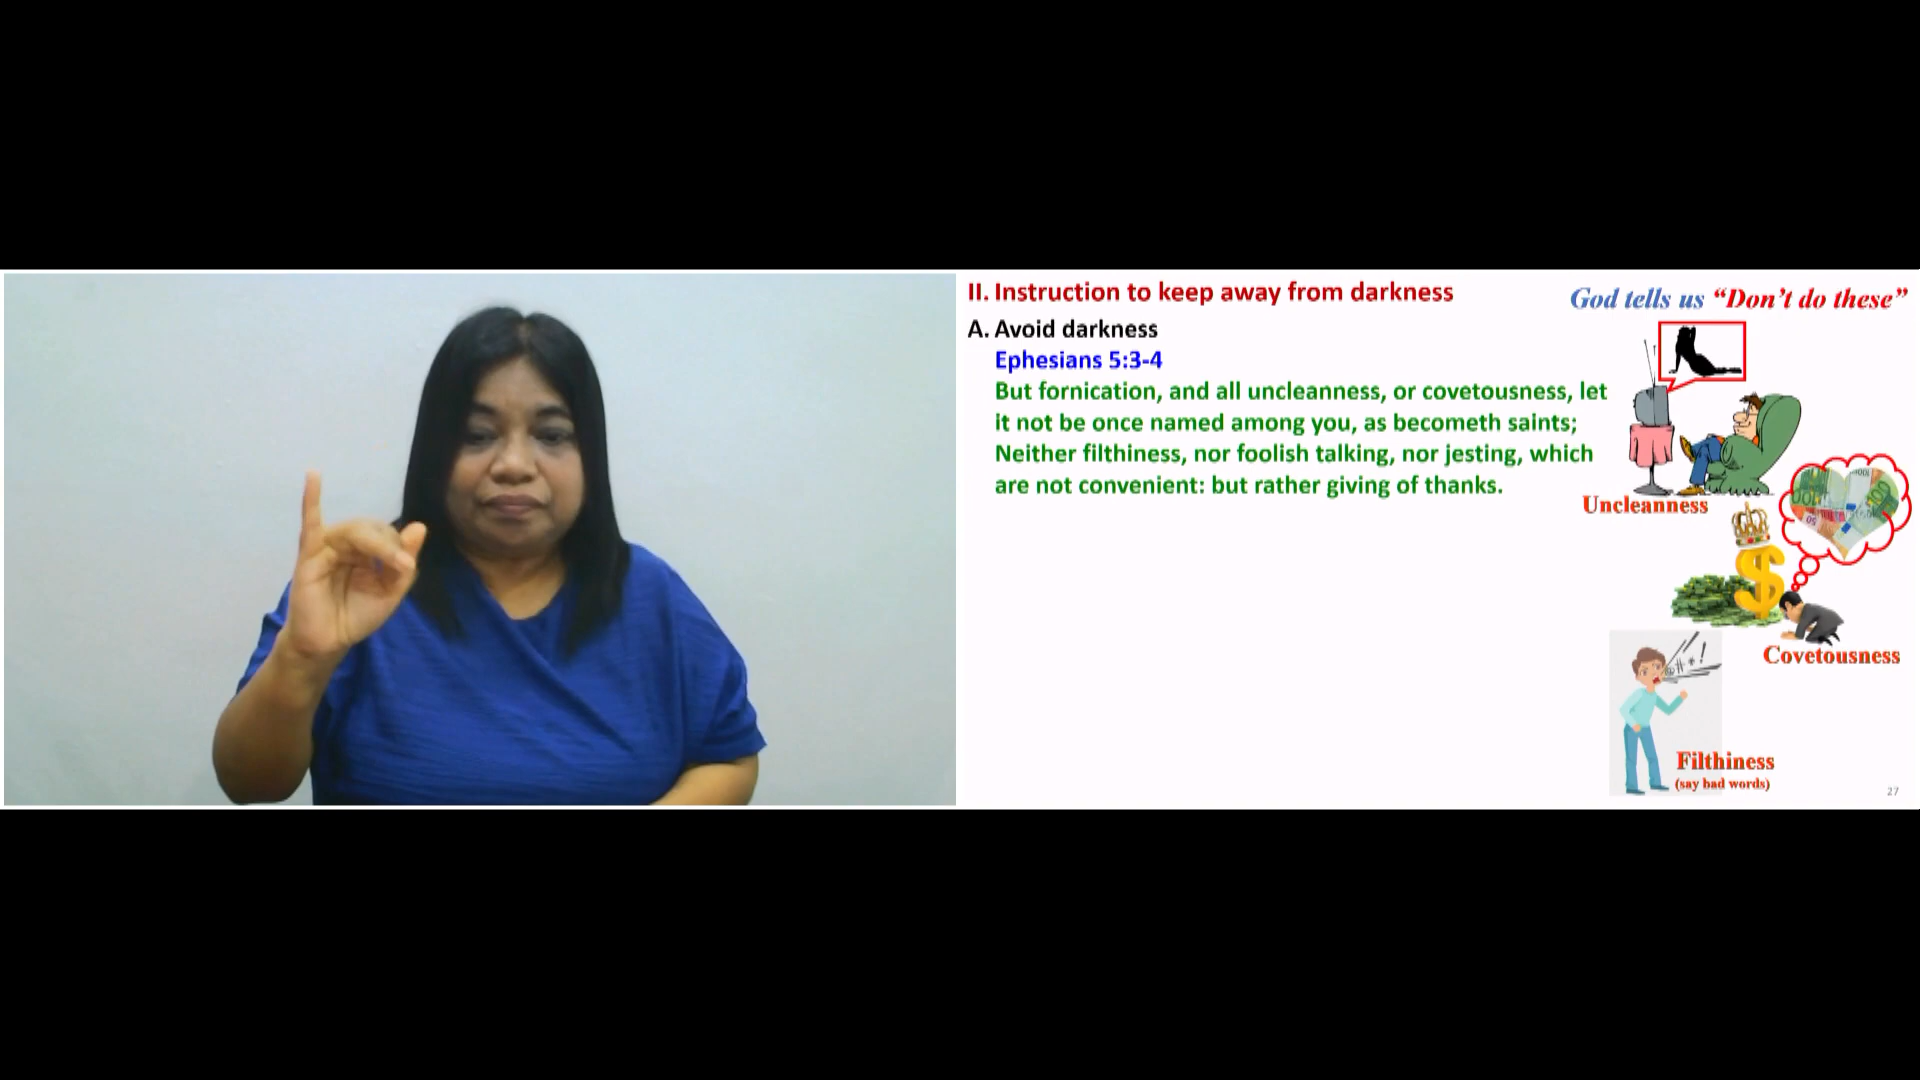 II. Instruction to keep away from darkness
A. Avoid darkness
Ephesians 5:3-4
But fornication, and all uncleanness, or covetousness, let
it not be once named among you, as becometh saints;
Neither filthiness, nor foolish talking, nor jesting, which
are not convenient: but rather giving of thanks.
God tells us “Don’t do these”
Uncleanness
100
$
Covetousness
@#*!
Filthiness
(say bad words)
27